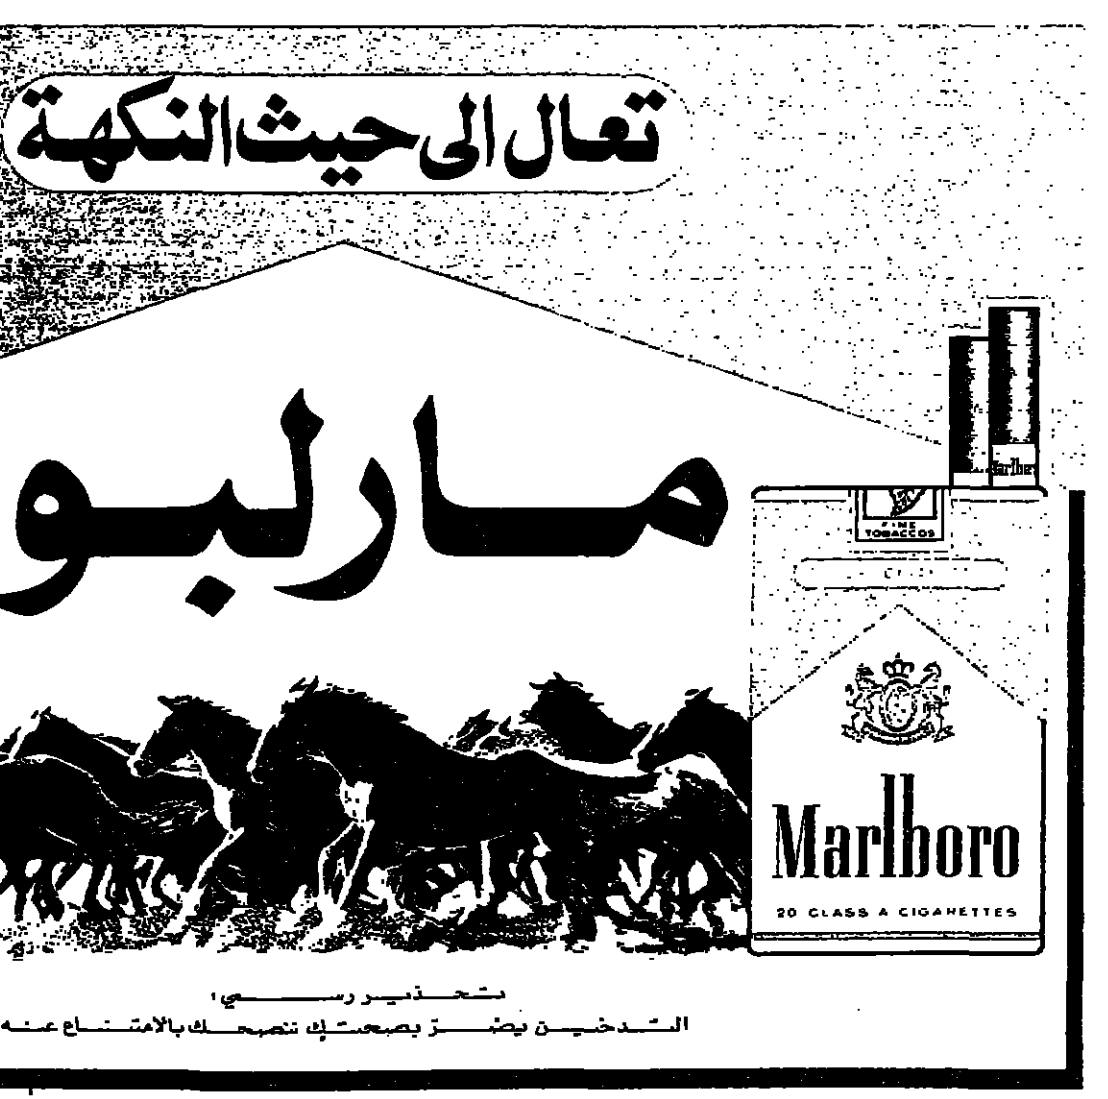 تعال الى حيث النكهة
مارلبو
Marlboro
FINE
TOBACCOS
Marlboro
20 CLASS A CIGARETTES
تحذير رسمي:
التدخين يضر بصحتك ننصحك بالامتناع عنه